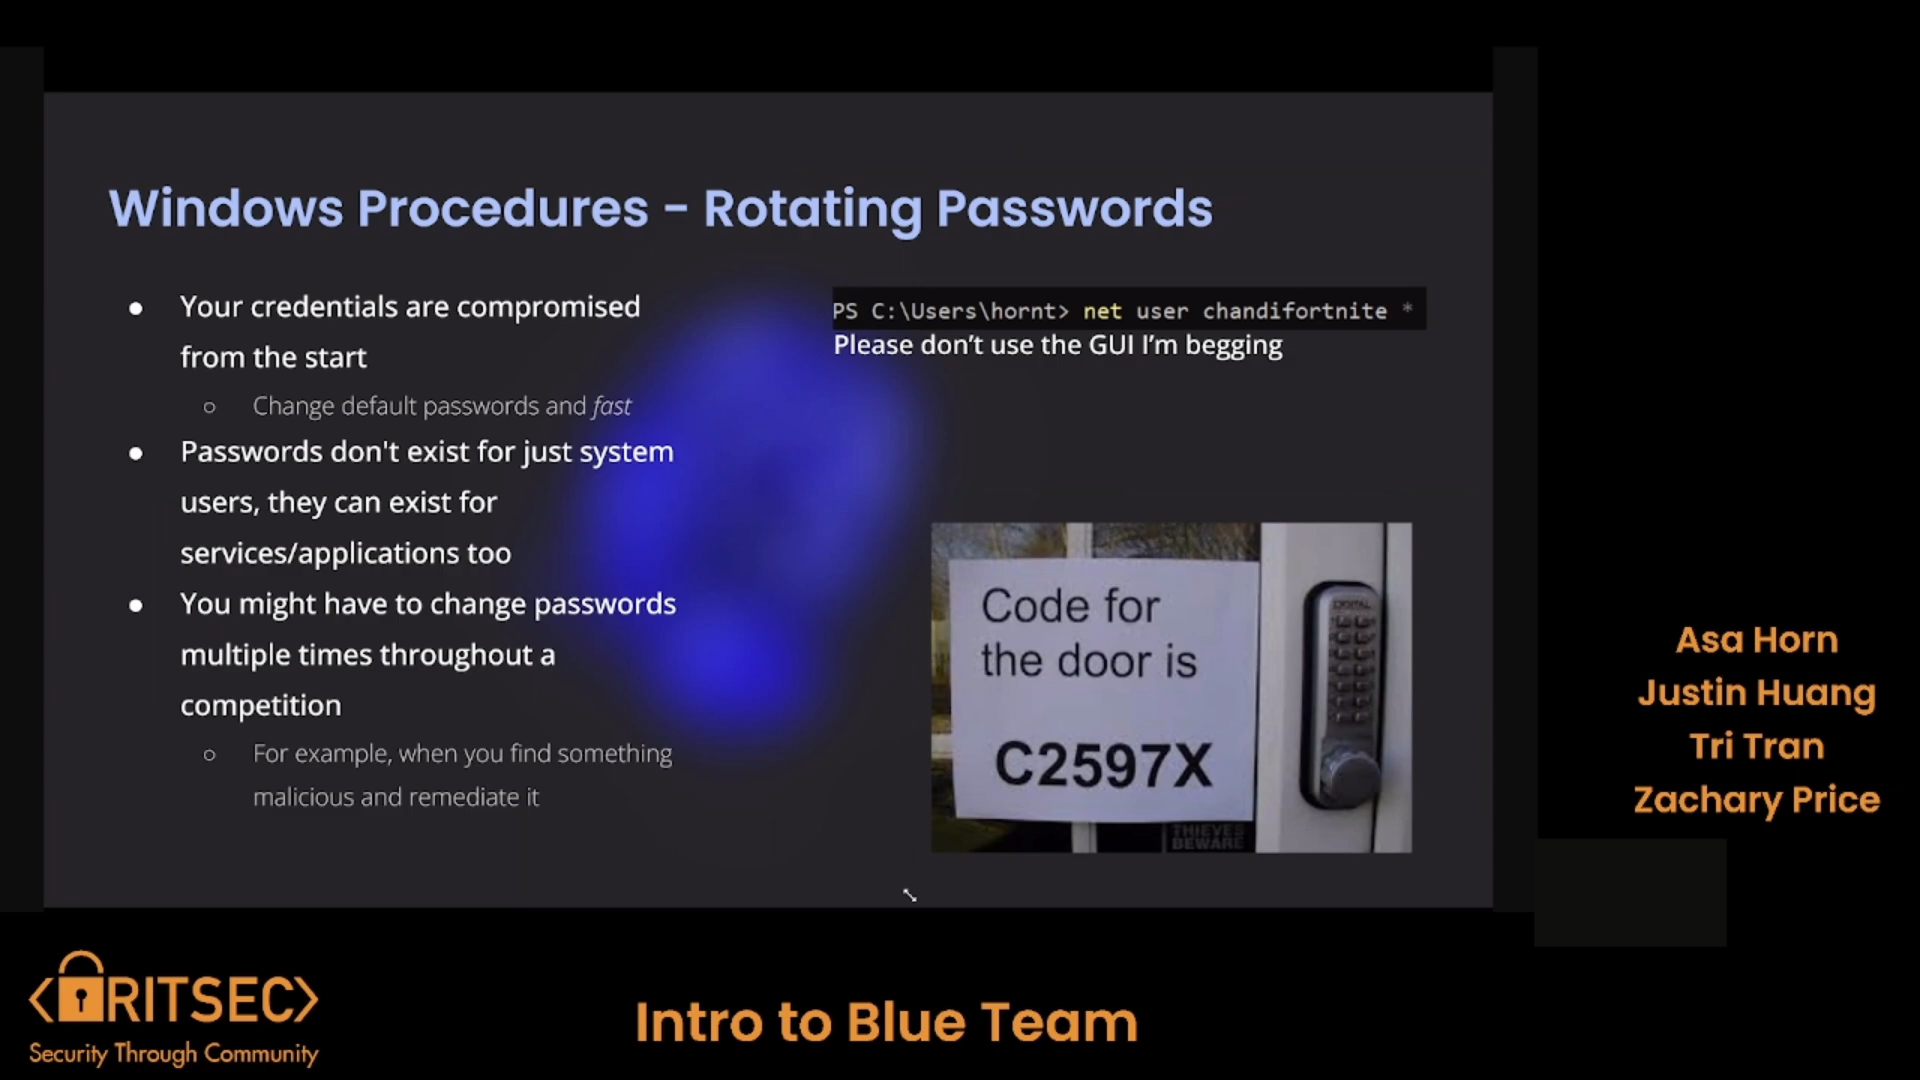 Windows Procedures - Rotating Passwords
● Your credentials are compromised
from the start
○ Change default passwords and fast
● Passwords don't exist for just system
users, they can exist for
services/applications too
● You might have to change passwords
multiple times throughout a
competition
○ For example, when you find something
malicious and remediate it
PS C:\Users\hornt> net user chandifortnite *
Please don’t use the GUI I’m begging
Code for
the door is
C2597X
DIGITAL
THIEVES
BEWARE
Asa Horn
Justin Huang
Tri Tran
Zachary Price
<RITSEC>
Security Through Community
Intro to Blue Team